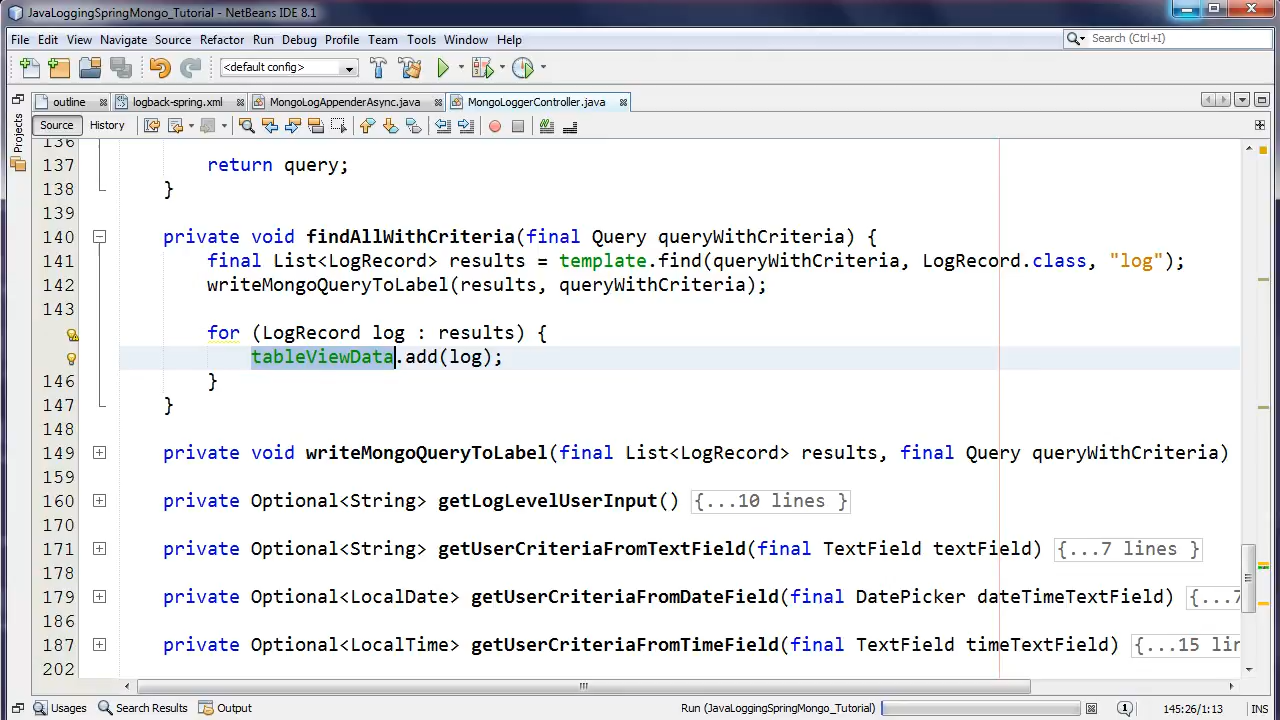 JavaLoggingSpringMongo_Tutorial - NetBeans IDE 8.1
File Edit View Navigate Source Refactor Run Debug Profile Team Tools Window Help
Search (Ctrl+I)
<default config>
outline logback-spring.xml MongoLogAppenderAsync.java MongoLoggerController.java
Source History
Projects
136
137 return query;
138 }
139
140 private void findAllWithCriteria(final Query queryWithCriteria) {
141 final List<LogRecord> results = template.find(queryWithCriteria, LogRecord.class, "log");
142 writeMongoQueryToLabel(results, queryWithCriteria);
143
for (LogRecord log : results) {
tableViewData.add(log);
146 }
147 }
148
149 private void writeMongoQueryToLabel(final List<LogRecord> results, final Query queryWithCriteria)
159
160 private Optional<String> getLogLevelUserInput() {...10 lines }
170
171 private Optional<String> getUserCriteriaFromTextField(final TextField textField) {...7 lines }
178
179 private Optional<LocalDate> getUserCriteriaFromDateField(final DatePicker dateTimeTextField) {...7
186
187 private Optional<LocalTime> getUserCriteriaFromTimeField(final TextField timeTextField) {...15 lin
202
Usages Search Results Output Run (JavaLoggingSpringMongo_Tutorial) 1 145:26/1:13 INS